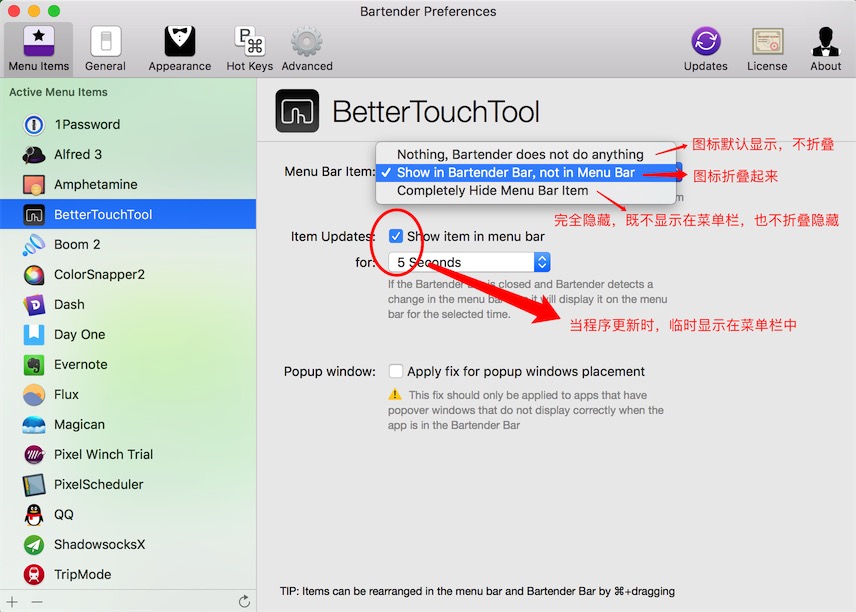 Bartender Preferences
Menu Items
General
Appearance
Hot Keys
Advanced
Updates
License
About
Active Menu Items
1Password
Alfred 3
Amphetamine
BetterTouchTool
Boom 2
ColorSnapper2
Dash
Day One
Evernote
Flux
Magican
Pixel Winch Trial
PixelScheduler
QQ
ShadowsocksX
TripMode
BetterTouchTool
Menu Bar Item:
Nothing, Bartender does not do anything
图标默认显示，不折叠
✓ Show in Bartender Bar, not in Menu Bar
图标折叠起来
Completely Hide Menu Bar Item
完全隐藏，既不显示在菜单栏，也不折叠隐藏
Item Updates: Show item in menu bar
for: 5 Seconds
If the Bartender is closed and Bartender detects a
change in the menu bar it will display it on the menu
bar for the selected time.
当程序更新时，临时显示在菜单栏中
Popup window: Apply fix for popup windows placement
This fix should only be applied to apps that have
popover windows that do not display correctly when the
app is in the Bartender Bar
TIP: Items can be rearranged in the menu bar and Bartender Bar by ⌘+dragging